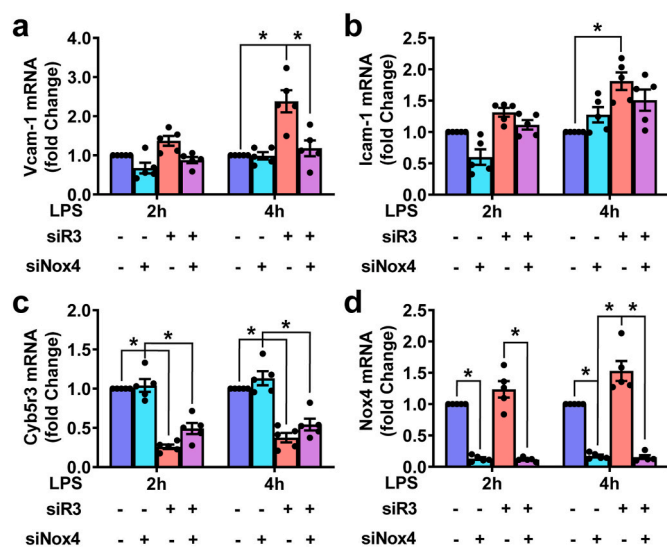 a
Vcam-1 mRNA
(fold Change)
4.0
3.0
2.0
1.0
0.0
* *
LPS 2h 4h
siR3 - - + + - - + +
siNox4 - + - + - + - +
b
Icam-1 mRNA
(fold Change)
2.5
2.0
1.5
1.0
0.5
0.0
*
LPS 2h 4h
siR3 - - + + - - + +
siNox4 - + - + - + - +
c
Cyb5r3 mRNA
(fold Change)
2.0
1.5
1.0
0.5
0.0
* * * *
LPS 2h 4h
siR3 - - + + - - + +
siNox4 - + - + - + - +
d
Nox4 mRNA
(fold Change)
2.5
2.0
1.5
1.0
0.5
0.0
* * * * *
LPS 2h 4h
siR3 - - + + - - + +
siNox4 - + - + - + - +